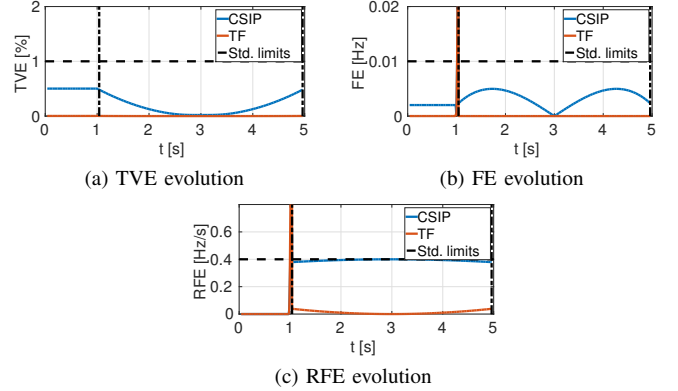 2
1
0
TVE [%]
0 1 2 3 4 5
t [s]
CSIP
TF
Std. limits
(a) TVE evolution
0.02
0.01
0
FE [Hz]
0 1 2 3 4 5
t [s]
CSIP
TF
Std. limits
(b) FE evolution
0.6
0.4
0.2
0
RFE [Hz/s]
0 1 2 3 4 5
t [s]
CSIP
TF
Std. limits
(c) RFE evolution